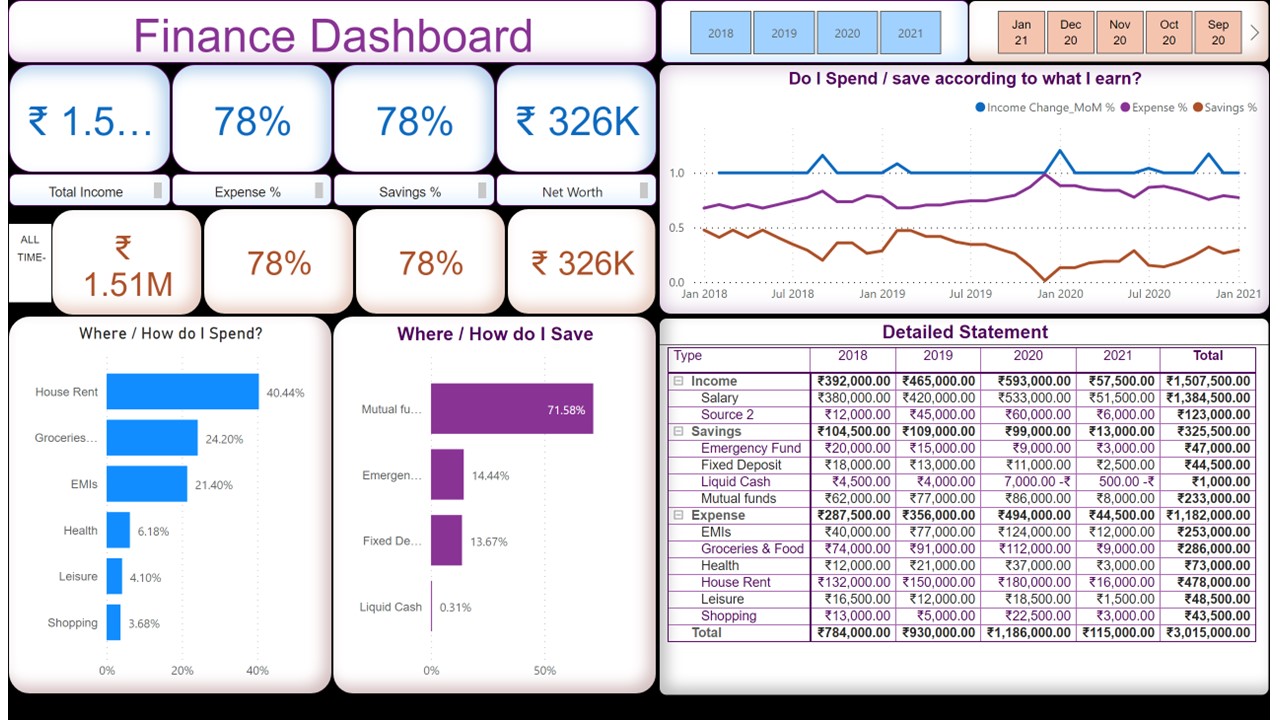 Finance Dashboard
2018 2019 2020 2021
Jan 21 Dec 20 Nov 20 Oct 20 Sep 20
₹ 1.5… 78% 78% ₹ 326K
Total Income Expense % Savings % Net Worth
ALL
TIME-
₹
1.51M
78% 78% ₹ 326K
Do I Spend / save according to what I earn?
Income Change_MoM % Expense % Savings %
1.0
0.5
0.0
Jan 2018 Jul 2018 Jan 2019 Jul 2019 Jan 2020 Jul 2020 Jan 2021
Where / How do I Spend?
House Rent 40.44%
Groceries… 24.20%
EMIs 21.40%
Health 6.18%
Leisure 4.10%
Shopping 3.68%
0% 20% 40%
Where / How do I Save
Mutual fu… 71.58%
Emergen… 14.44%
Fixed De… 13.67%
Liquid Cash 0.31%
0% 50%
Detailed Statement
Type 2018 2019 2020 2021 Total
Income ₹392,000.00 ₹465,000.00 ₹593,000.00 ₹57,500.00 ₹1,507,500.00
Salary ₹380,000.00 ₹420,000.00 ₹533,000.00 ₹51,500.00 ₹1,384,500.00
Source 2 ₹12,000.00 ₹45,000.00 ₹60,000.00 ₹6,000.00 ₹123,000.00
Savings ₹104,500.00 ₹109,000.00 ₹99,000.00 ₹13,000.00 ₹325,500.00
Emergency Fund ₹20,000.00 ₹15,000.00 ₹9,000.00 ₹3,000.00 ₹47,000.00
Fixed Deposit ₹18,000.00 ₹13,000.00 ₹11,000.00 ₹2,500.00 ₹44,500.00
Liquid Cash ₹4,500.00 ₹4,000.00 7,000.00 -₹ 500.00 -₹ ₹1,000.00
Mutual funds ₹62,000.00 ₹77,000.00 ₹86,000.00 ₹8,000.00 ₹233,000.00
Expense ₹287,500.00 ₹356,000.00 ₹494,000.00 ₹44,500.00 ₹1,182,000.00
EMIs ₹40,000.00 ₹77,000.00 ₹124,000.00 ₹12,000.00 ₹253,000.00
Groceries & Food ₹74,000.00 ₹91,000.00 ₹112,000.00 ₹9,000.00 ₹286,000.00
Health ₹12,000.00 ₹21,000.00 ₹37,000.00 ₹3,000.00 ₹73,000.00
House Rent ₹132,000.00 ₹150,000.00 ₹180,000.00 ₹16,000.00 ₹478,000.00
Leisure ₹16,500.00 ₹12,000.00 ₹18,500.00 ₹1,500.00 ₹48,500.00
Shopping ₹13,000.00 ₹5,000.00 ₹22,500.00 ₹3,000.00 ₹43,500.00
Total ₹784,000.00 ₹930,000.00 ₹1,186,000.00 ₹115,000.00 ₹3,015,000.00